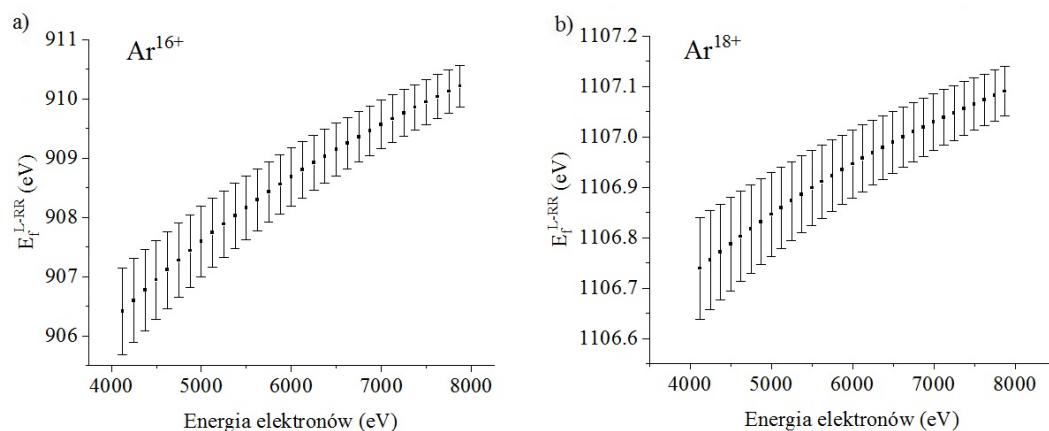 a)
Ar16+
911
910
909
908
907
906
EfL-RR (eV)
4000 5000 6000 7000 8000
Energia elektronów (eV)
b)
Ar18+
1107.2
1107.1
1107.0
1106.9
1106.8
1106.7
1106.6
EfL-RR (eV)
4000 5000 6000 7000 8000
Energia elektronów (eV)